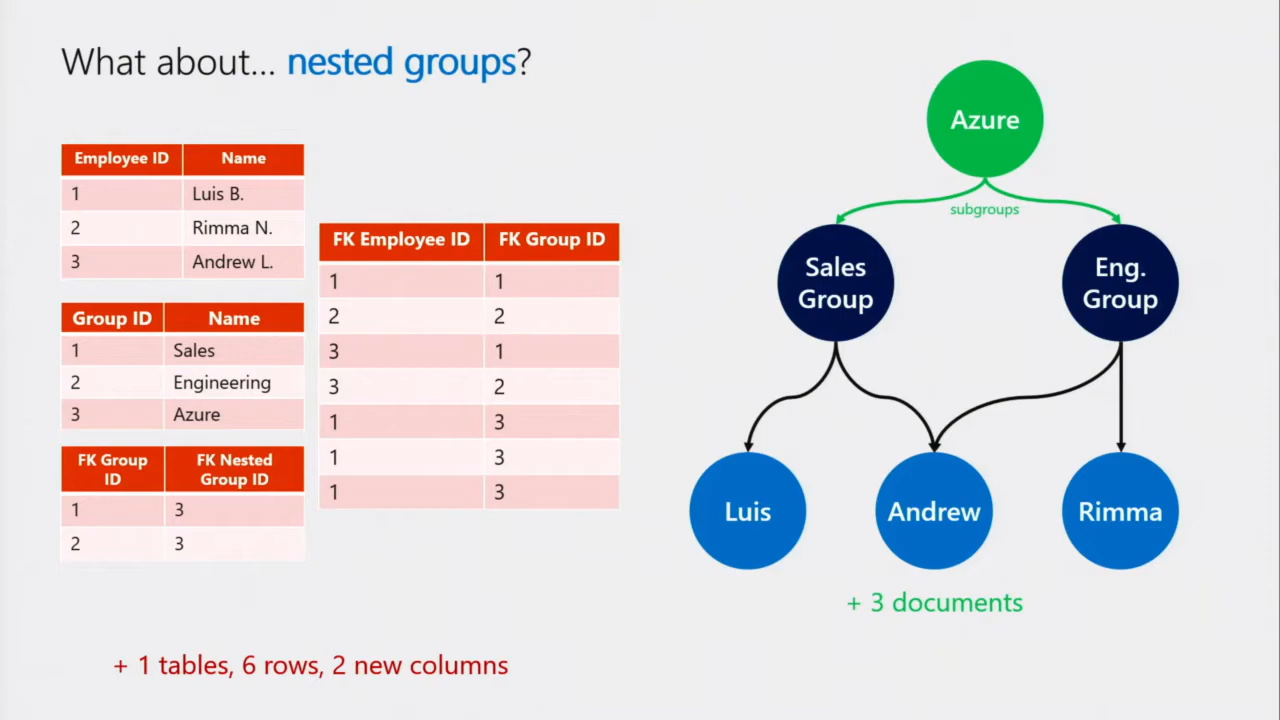 What about... nested groups?
Employee ID Name
1 Luis B.
2 Rimma N.
3 Andrew L.
Group ID Name
1 Sales
2 Engineering
3 Azure
FK Group
ID
FK Nested
Group ID
1 3
2 3
FK Employee ID FK Group ID
1 1
2 2
3 1
3 2
1 3
1 3
1 3
+ 1 tables, 6 rows, 2 new columns
Azure
subgroups
Sales
Group
Eng.
Group
Luis
Andrew
Rimma
+ 3 documents